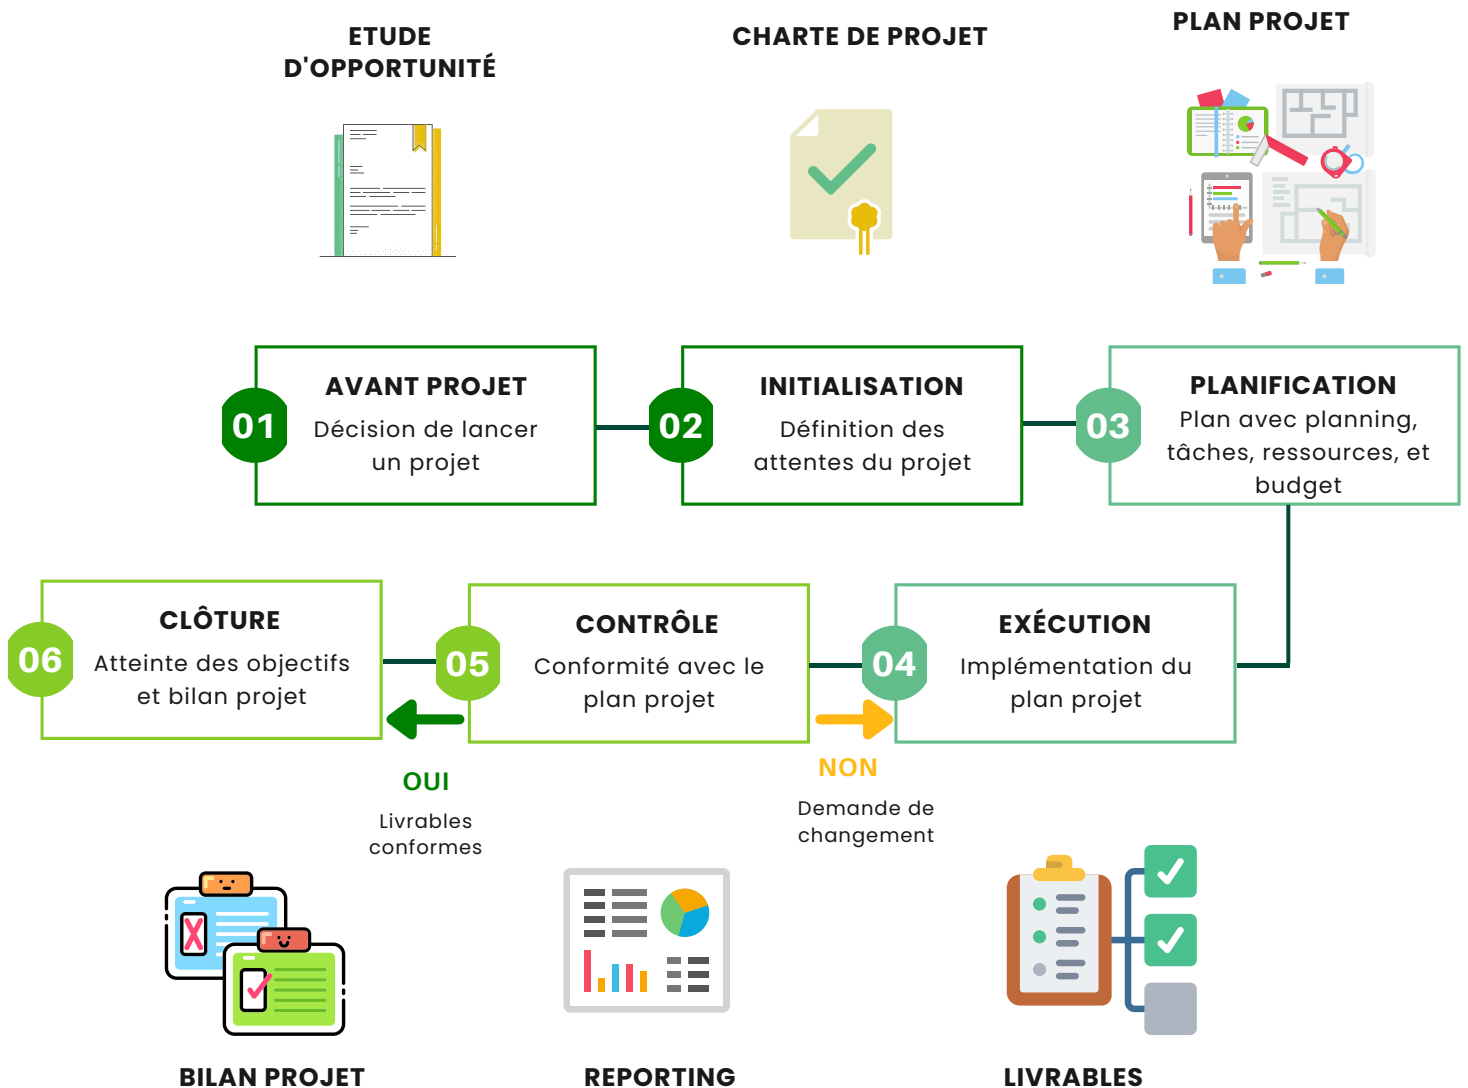 ETUDE
D'OPPORTUNITÉ
CHARTE DE PROJET
PLAN PROJET
01
AVANT PROJET
Décision de lancer
un projet
02
INITIALISATION
Définition des
attentes du projet
03
PLANIFICATION
Plan avec planning,
tâches, ressources, et
budget
06
CLÔTURE
Atteinte des objectifs
et bilan projet
05
CONTRÔLE
Conformité avec le
plan projet
04
EXÉCUTION
Implémentation du
plan projet
OUI
Livrables
conformes
NON
Demande de
changement
BILAN PROJET
REPORTING
LIVRABLES